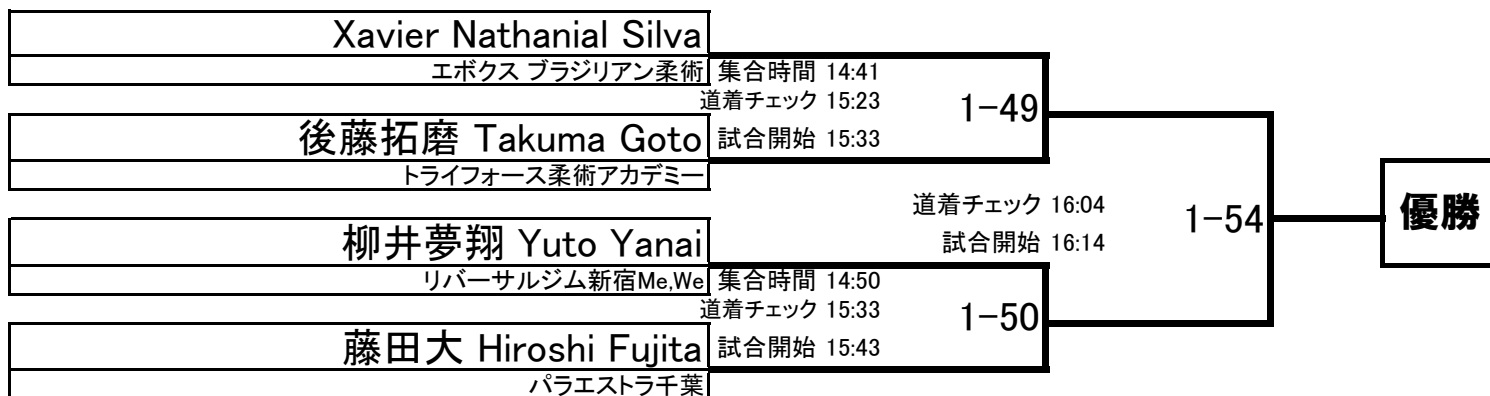 Xavier Nathanial Silva
エボクス ブラジリアン柔術
集合時間 14:41
道着チェック 15:23
1-49
後藤拓磨 Takuma Goto
試合開始 15:33
トライフォース柔術アカデミー
道着チェック 16:04
1-54
優勝
試合開始 16:14
柳井夢翔 Yuto Yanai
リバーサルジム新宿Me,We
集合時間 14:50
道着チェック 15:33
1-50
藤田大 Hiroshi Fujita
試合開始 15:43
パラエストラ千葉